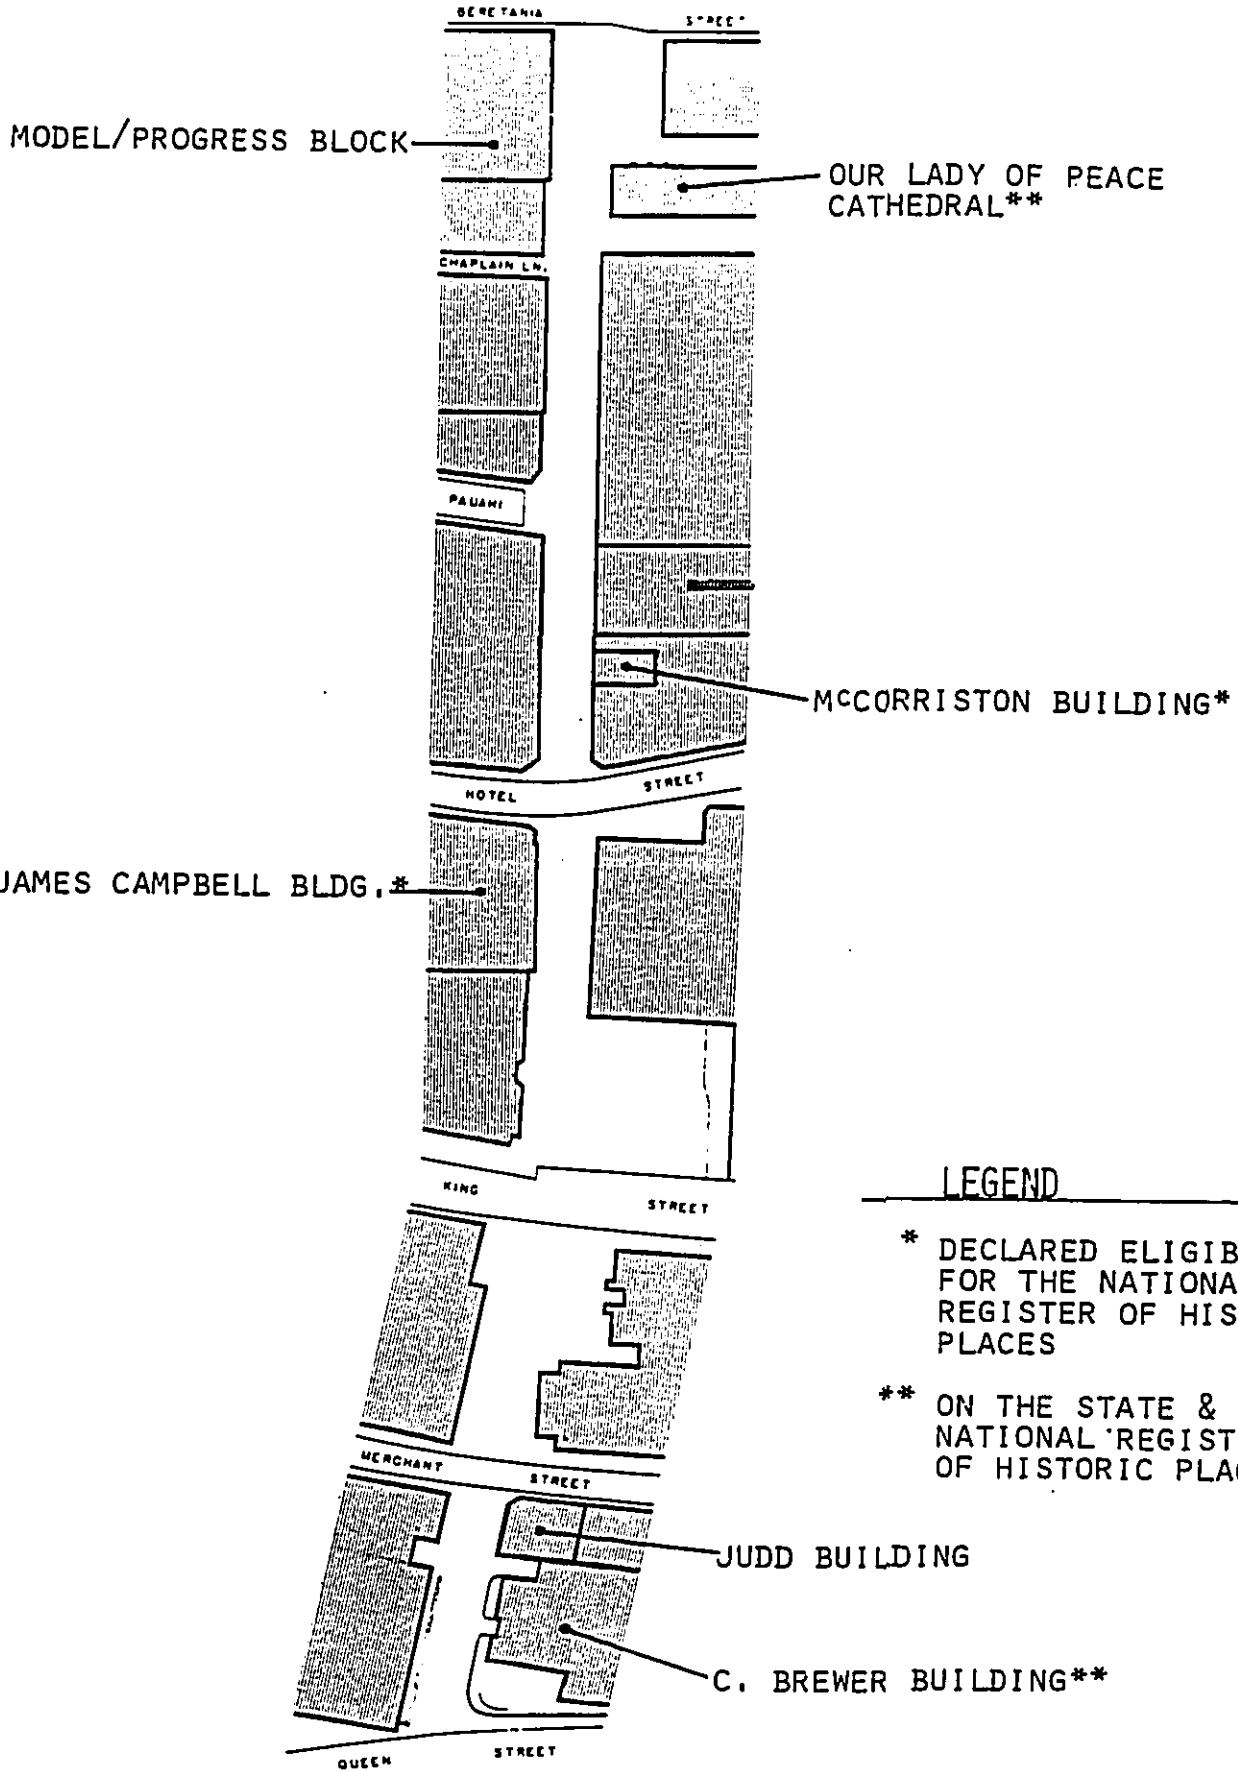 BERETANIA STREET
MODEL/PROGRESS BLOCK
OUR LADY OF PEACE
CATHEDRAL**
CHAPLAIN LN.
PAUAHI
McCORRISTON BUILDING*
HOTEL STREET
JAMES CAMPBELL BLDG.*
KING STREET
LEGEND
* DECLARED ELIGIB
FOR THE NATIONA
REGISTER OF HIS
PLACES
** ON THE STATE &
NATIONAL REGIST
OF HISTORIC PLA
MERCHANT STREET
JUDD BUILDING
C. BREWER BUILDING**
QUEEN STREET